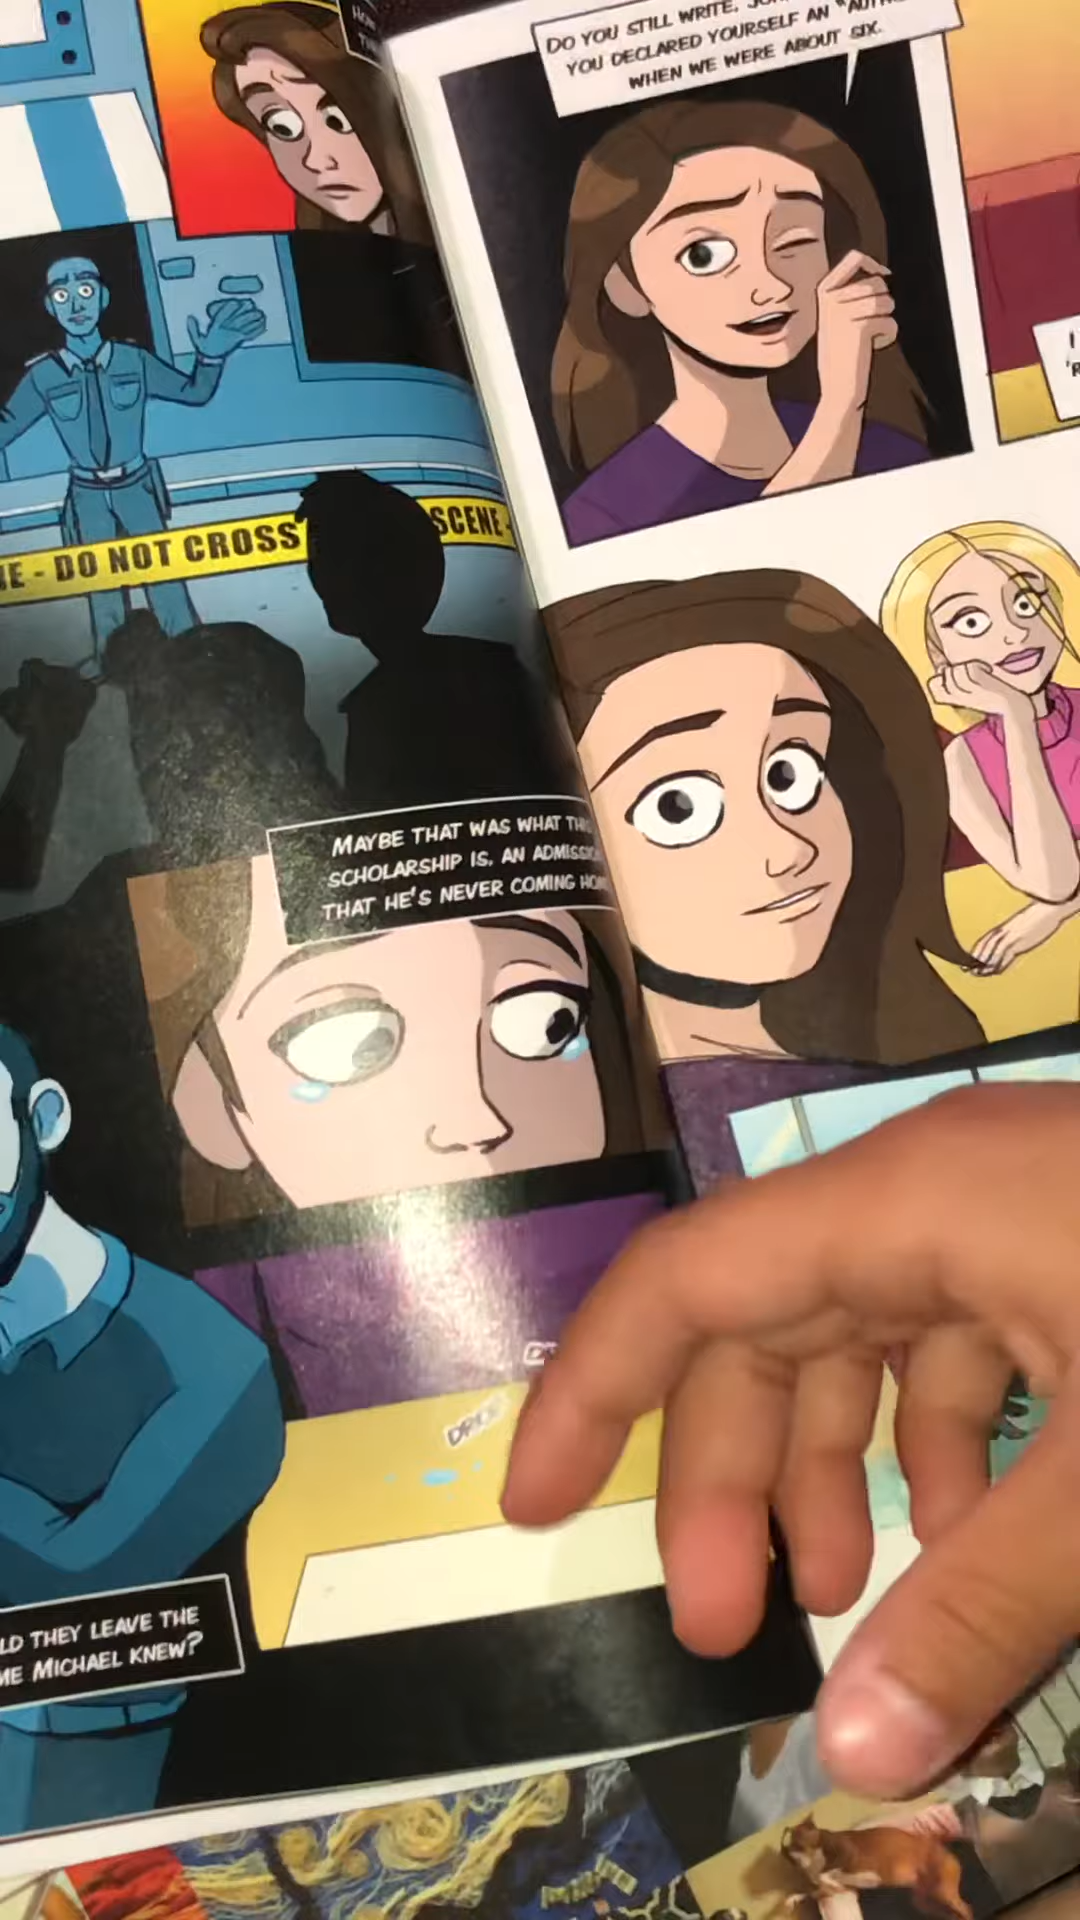 DO NOT CROSS
SCENE -
MAYBE THAT WAS WHAT
SCHOLARSHIP IS, AN
THAT HE'S NEVER COMING
THEY LEAVE THE
MICHAEL KNEW?
DO YOU STILL WRITE,
YOU DECLARED YOURSELF AN
WHEN WE WERE ABOUT SIX.
I